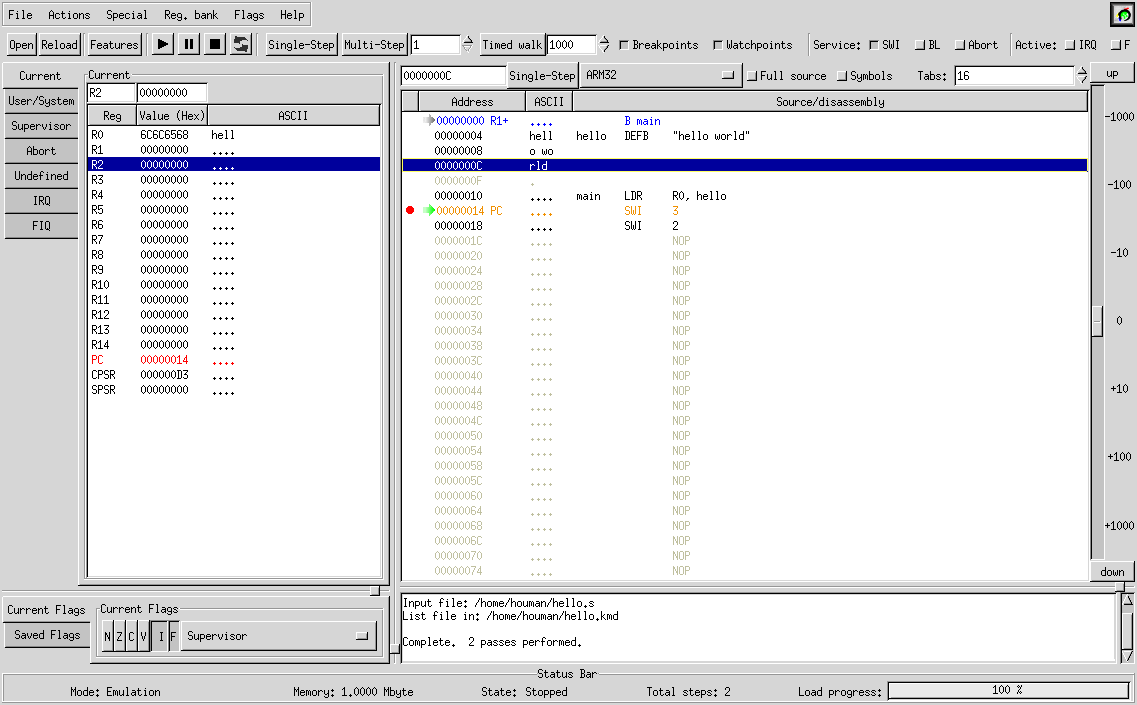 File Actions Special Reg. bank Flags Help
Open Reload Features Single-Step Multi-Step 1 Timed walk 1000 Breakpoints Watchpoints Service: SWI BL Abort Active: IRQ F
Current
User/System
Supervisor
Abort
Undefined
IRQ
FIQ
Current
R2 00000000
Reg Value (Hex) ASCII
R0 6C6C6568 hell
R1 00000000 ....
R2 00000000 ....
R3 00000000 ....
R4 00000000 ....
R5 00000000 ....
R6 00000000 ....
R7 00000000 ....
R8 00000000 ....
R9 00000000 ....
R10 00000000 ....
R11 00000000 ....
R12 00000000 ....
R13 00000000 ....
R14 00000000 ....
PC 00000014 ....
CPSR 000000D3 ....
SPSR 00000000 ....
0000000C Single-Step ARM32 Full source Symbols Tabs: 16
Address ASCII Source/disassembly
00000000 R1+ .... B main
00000004 hell hello DEFB "hello world"
00000008 o wo
0000000C rld
0000000F .
00000010 .... main LDR R0, hello
00000014 PC .... SWI 3
00000018 .... SWI 2
0000001C .... NOP
00000020 .... NOP
00000024 .... NOP
00000028 .... NOP
0000002C .... NOP
00000030 .... NOP
00000034 .... NOP
00000038 .... NOP
0000003C .... NOP
00000040 .... NOP
00000044 .... NOP
00000048 .... NOP
0000004C .... NOP
00000050 .... NOP
00000054 .... NOP
00000058 .... NOP
0000005C .... NOP
00000060 .... NOP
00000064 .... NOP
00000068 .... NOP
0000006C .... NOP
00000070 .... NOP
00000074 .... NOP
up
-1000
-100
-10
0
+10
+100
+1000
down
Current Flags
Saved Flags
Current Flags
N Z C V I F Supervisor
Input file: /home/houman/hello.s
List file in: /home/houman/hello.kmd
Complete. 2 passes performed.
Status Bar
Mode: Emulation Memory: 1.0000 Mbyte State: Stopped Total steps: 2 Load progress: 100 %